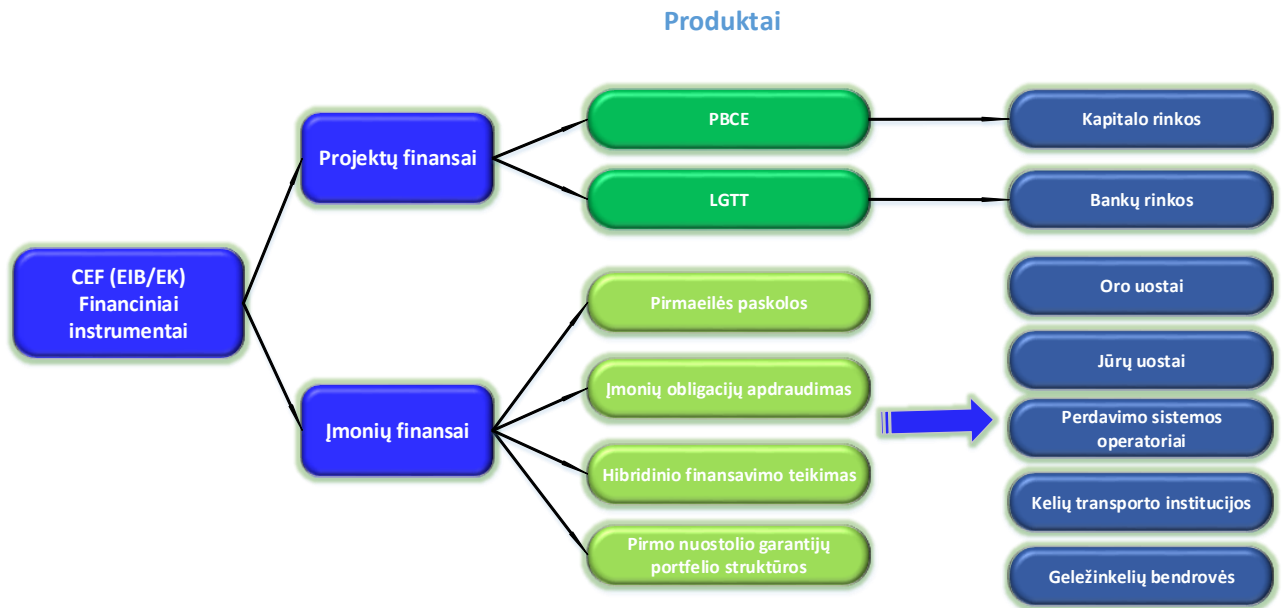 Produktai
CEF (EIB/EK)
Financiniai
instrumentai
Projektų finansai
Įmonių finansai
PBCE
LGTT
Pirmaeilės paskolos
Įmonių obligacijų apdraudimas
Hibridinio finansavimo teikimas
Pirmo nuostolio garantijų
portfelio struktūros
Kapitalo rinkos
Bankų rinkos
Oro uostai
Jūrų uostai
Perdavimo sistemos
operatoriai
Kelių transporto institucijos
Geležinkelių bendrovės